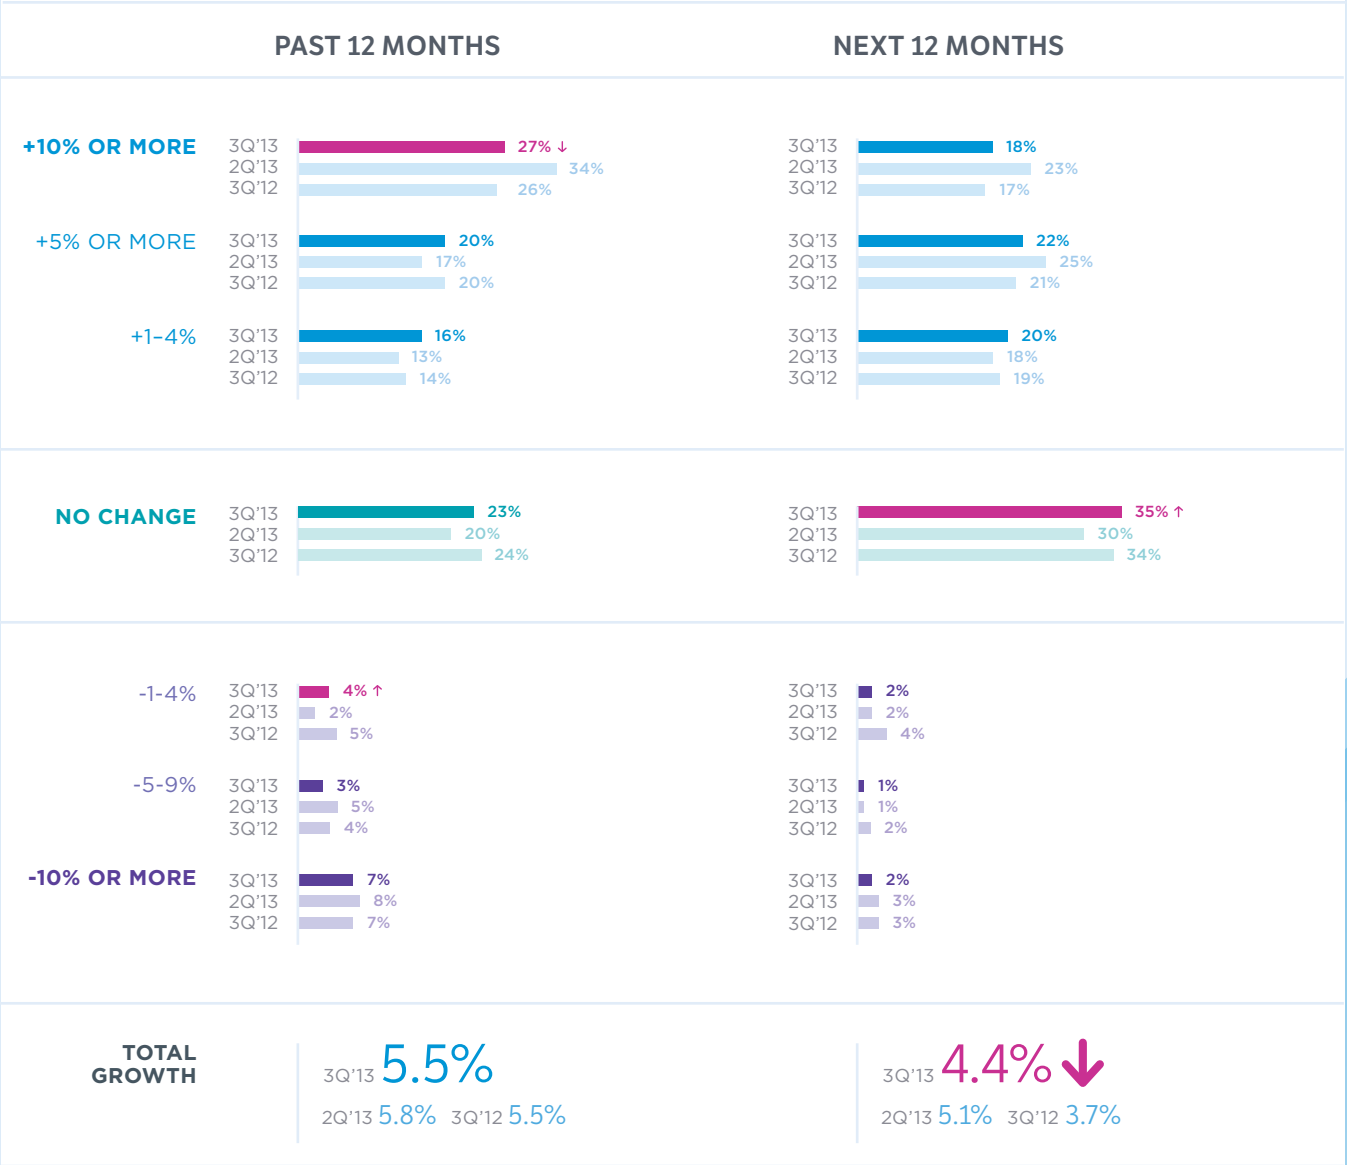 PAST 12 MONTHS NEXT 12 MONTHS
+10% OR MORE 3Q’13 27% ↓ 3Q’13 18%
2Q’13 34% 2Q’13 23%
3Q’12 26% 3Q’12 17%
+5% OR MORE 3Q’13 20% 3Q’13 22%
2Q’13 17% 2Q’13 25%
3Q’12 20% 3Q’12 21%
+1–4% 3Q’13 16% 3Q’13 20%
2Q’13 13% 2Q’13 18%
3Q’12 14% 3Q’12 19%
NO CHANGE 3Q’13 23% 3Q’13 35% ↑
2Q’13 20% 2Q’13 30%
3Q’12 24% 3Q’12 34%
-1-4% 3Q’13 4% ↑ 3Q’13 2%
2Q’13 2% 2Q’13 2%
3Q’12 5% 3Q’12 4%
-5-9% 3Q’13 3% 3Q’13 1%
2Q’13 5% 2Q’13 1%
3Q’12 4% 3Q’12 2%
-10% OR MORE 3Q’13 7% 3Q’13 2%
2Q’13 8% 2Q’13 3%
3Q’12 7% 3Q’12 3%
TOTAL
GROWTH 3Q’13 5.5% 3Q’13 4.4% ↓
2Q’13 5.8% 3Q’12 5.5% 2Q’13 5.1% 3Q’12 3.7%